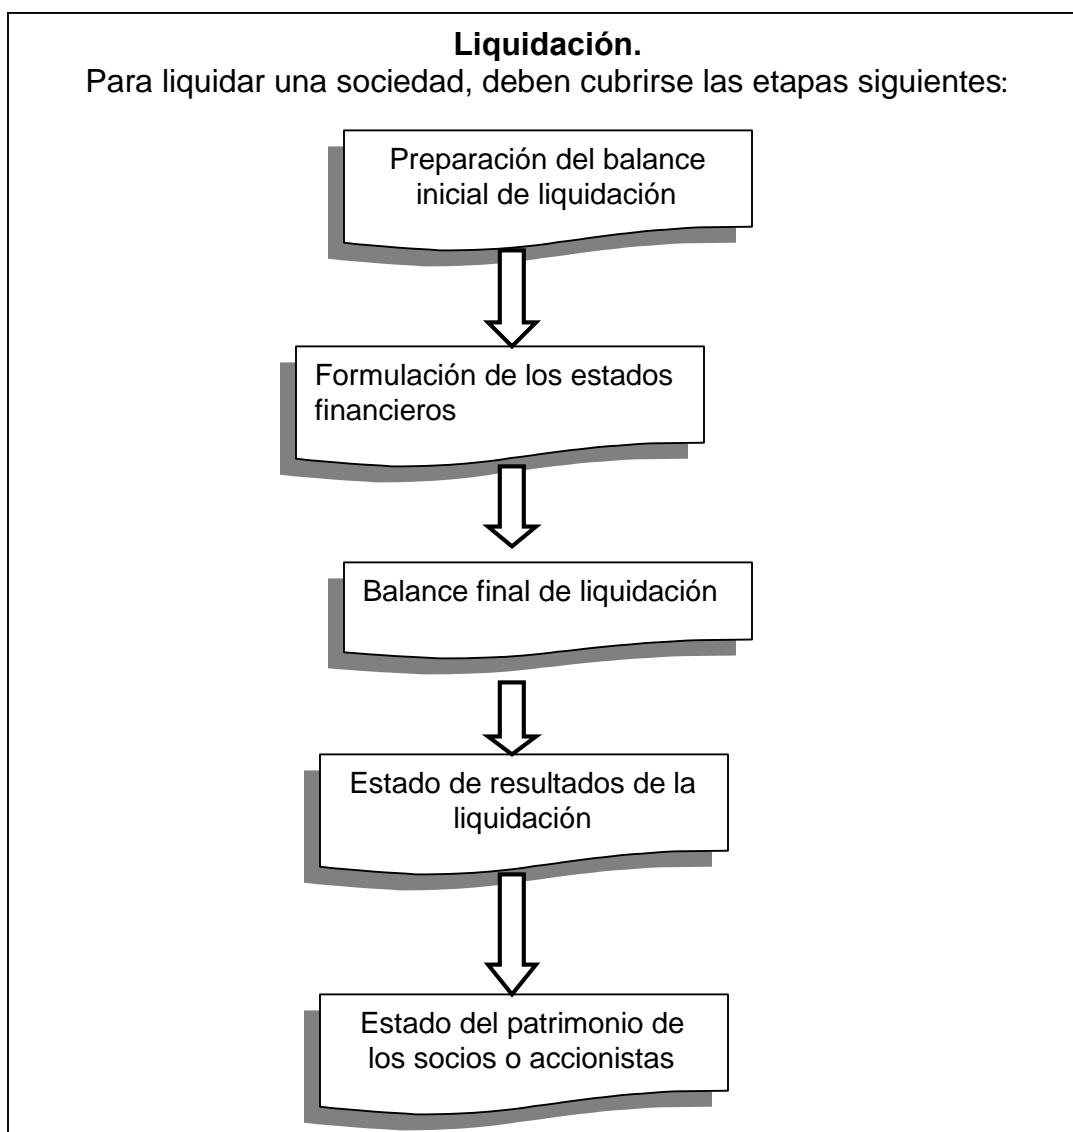 Liquidación.
Para liquidar una sociedad, deben cubrirse las etapas siguientes:
Preparación del balance
inicial de liquidación
Formulación de los estados
financieros
Balance final de liquidación
Estado de resultados de la
liquidación
Estado del patrimonio de
los socios o accionistas